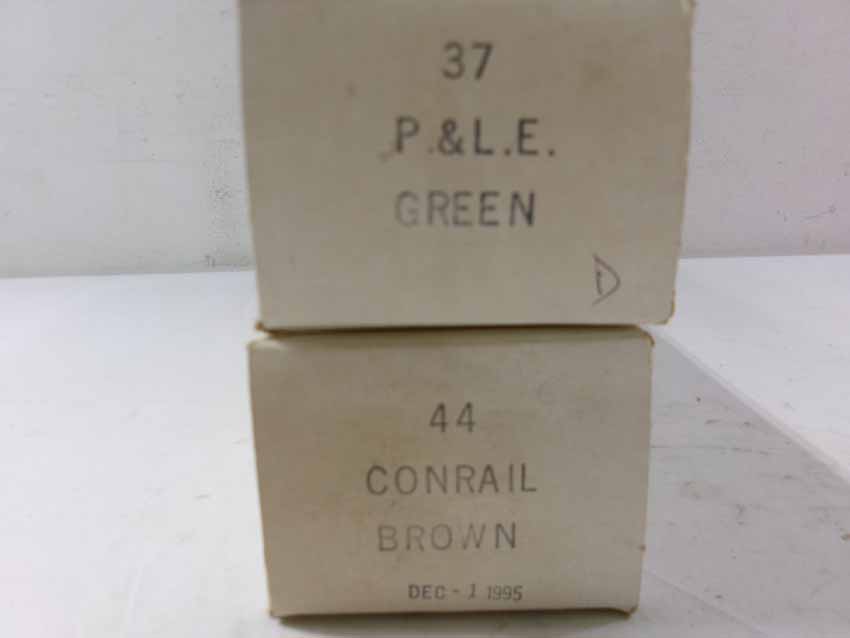 37
P.&L.E.
GREEN
D
44
CONRAIL
BROWN
DEC - 1 1995